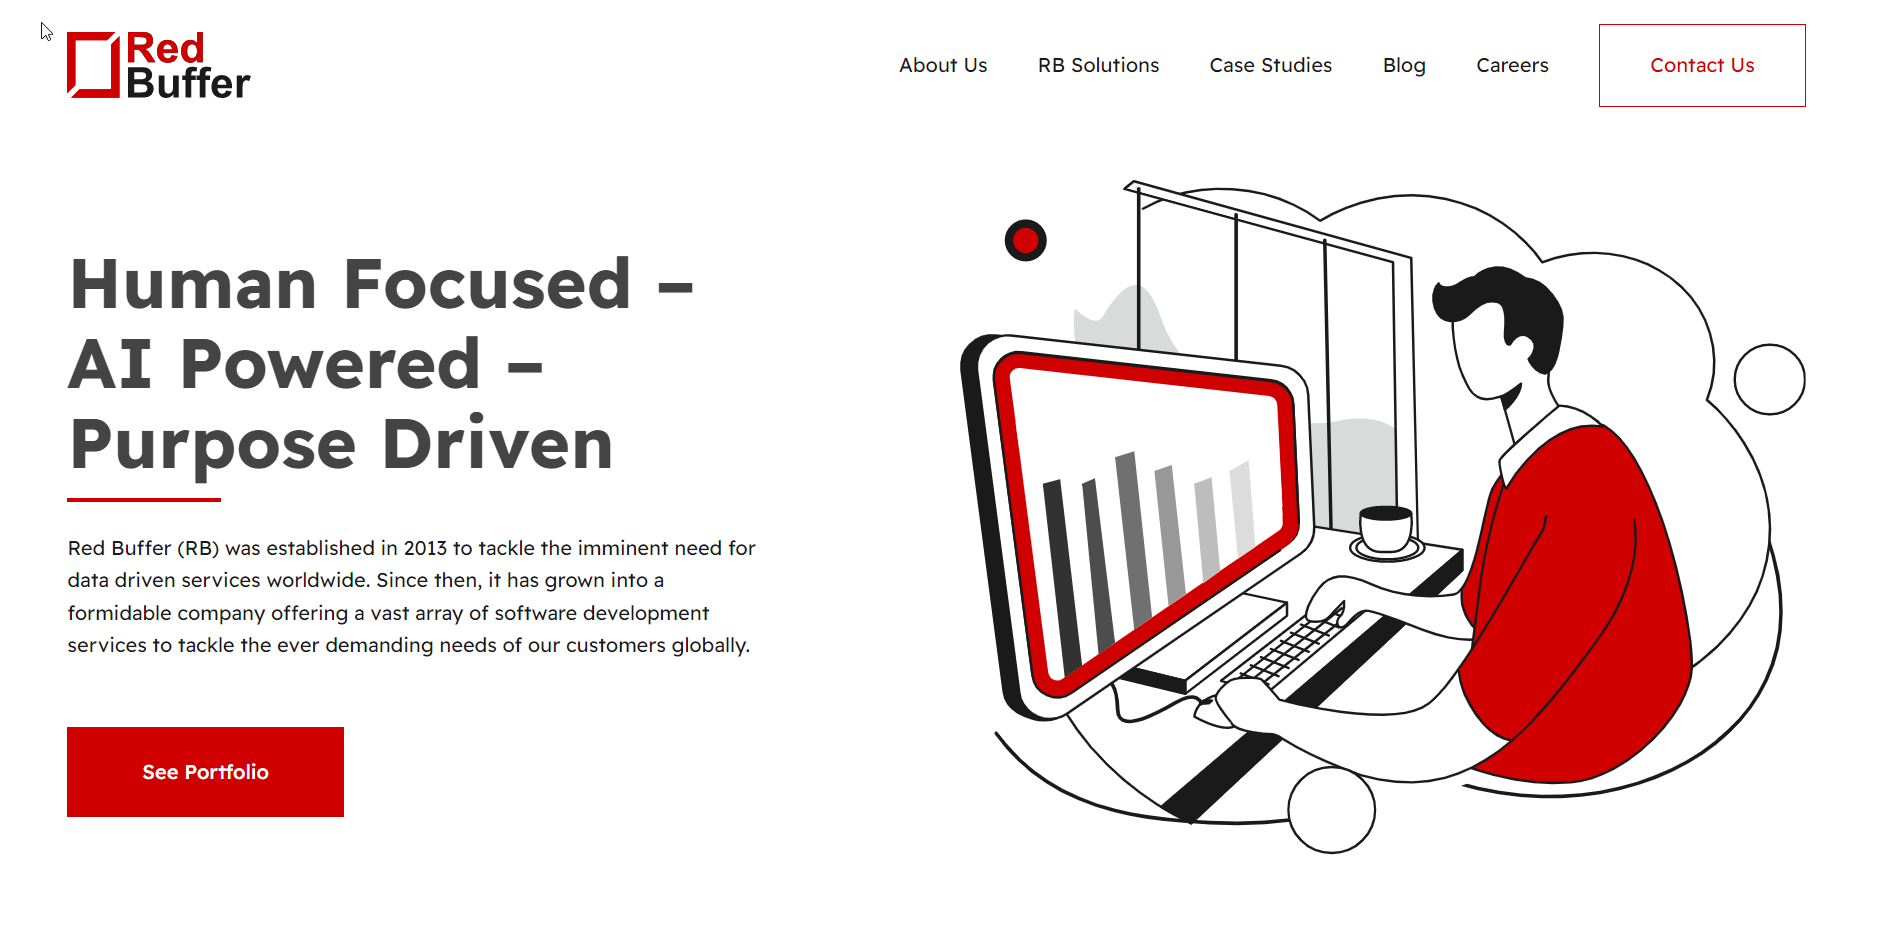 Red
Buffer
About Us
RB Solutions
Case Studies
Blog
Careers
Contact Us
Human Focused –
AI Powered –
Purpose Driven
Red Buffer (RB) was established in 2013 to tackle the imminent need for
data driven services worldwide. Since then, it has grown into a
formidable company offering a vast array of software development
services to tackle the ever demanding needs of our customers globally.
See Portfolio